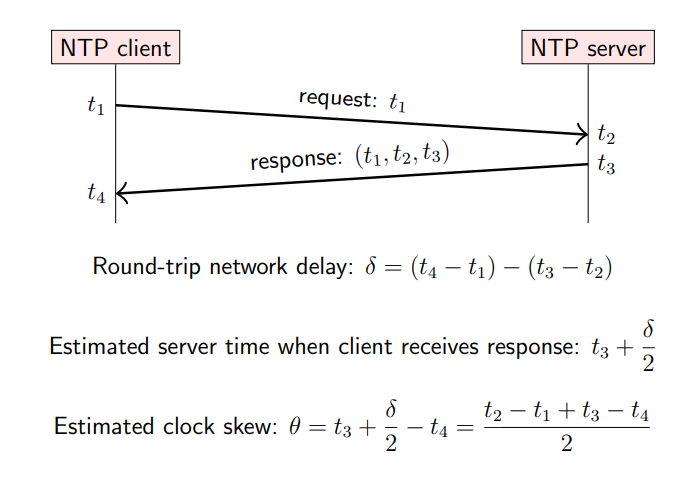 NTP client NTP server
t₁ request: t₁
t₂
response: (t₁, t₂, t₃)
t₃
t₄
Round-trip network delay: δ = (t₄ − t₁) − (t₃ − t₂)
Estimated server time when client receives response: t₃ + δ/2
Estimated clock skew: θ = t₃ + δ/2 − t₄ = (t₂ − t₁ + t₃ − t₄)/2